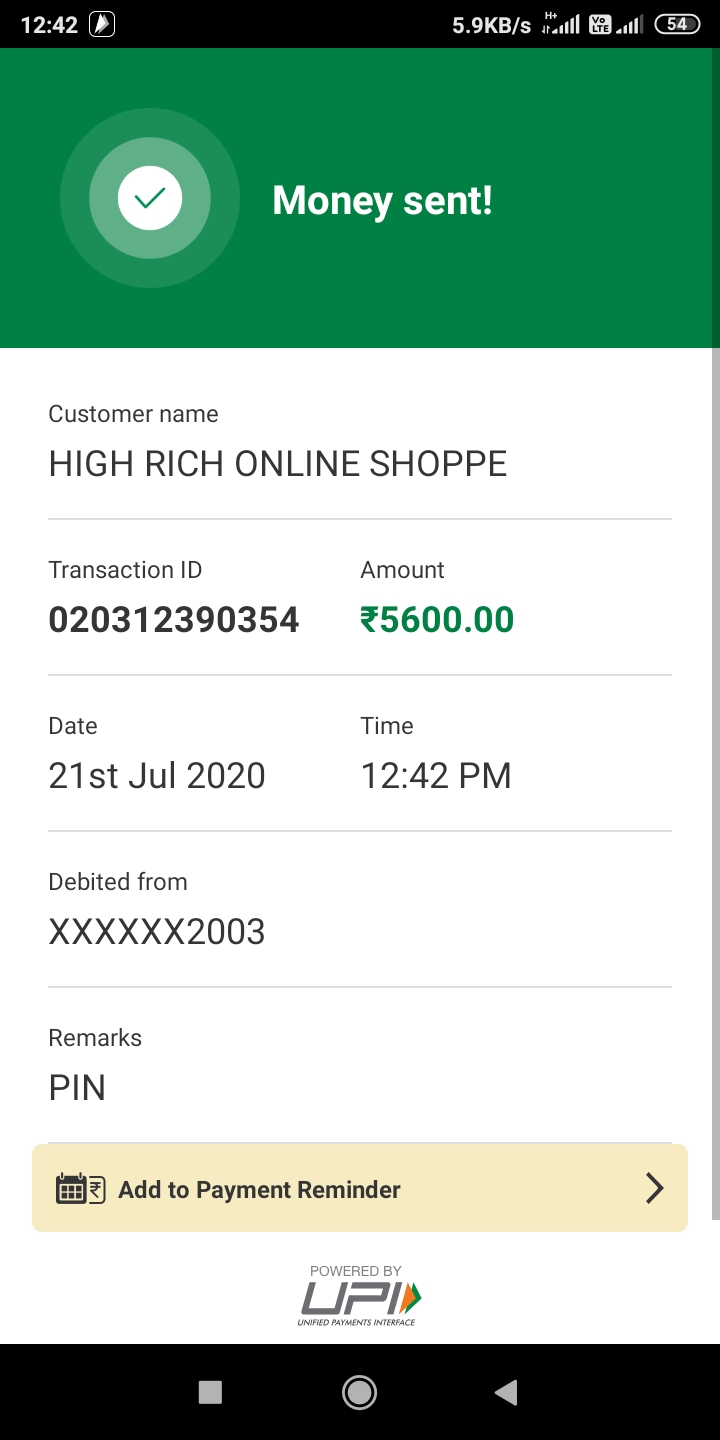 12:42 5.9KB/s H+ Vo LTE 54
Money sent!
Customer name
HIGH RICH ONLINE SHOPPE
Transaction ID Amount
020312390354 ₹5600.00
Date Time
21st Jul 2020 12:42 PM
Debited from
XXXXXX2003
Remarks
PIN
₹ Add to Payment Reminder
POWERED BY
UPI
UNIFIED PAYMENTS INTERFACE